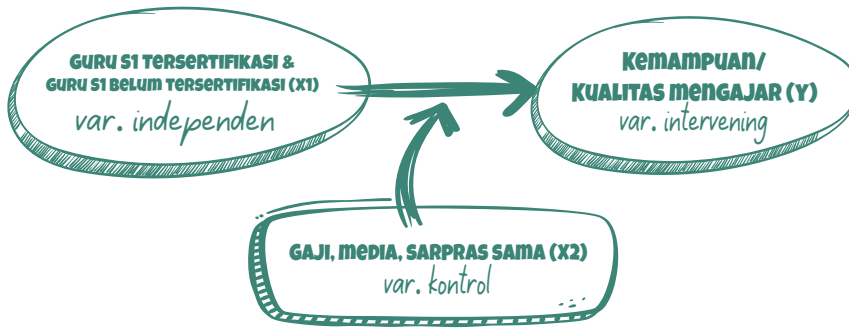 Guru S1 Tersertifikasi &
Guru S1 Belum Tersertifikasi (X1)
var. independen
Kemampuan/
Kualitas Mengajar (Y)
var. intervening
Gaji, Media, Sarpras Sama (X2)
var. kontrol